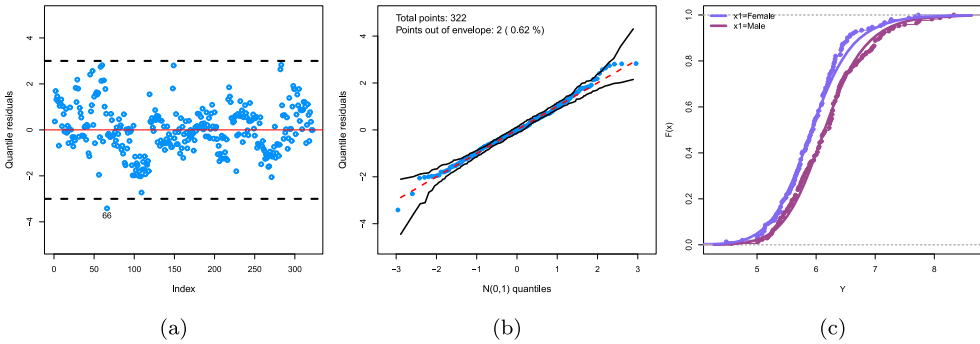 Quantile residuals
4
2
0
−2
−4
66
0
50
100
150
200
250
300
Index
(a)
Total points: 322
Points out of envelope: 2 ( 0.62 %)
Quantile residuals
4
2
0
−2
−4
−3
−2
−1
0
1
2
3
N(0,1) quantiles
(b)
x1=Female
x1=Male
F(x)
1.0
0.8
0.6
0.4
0.2
0.0
5
6
7
8
Y
(c)